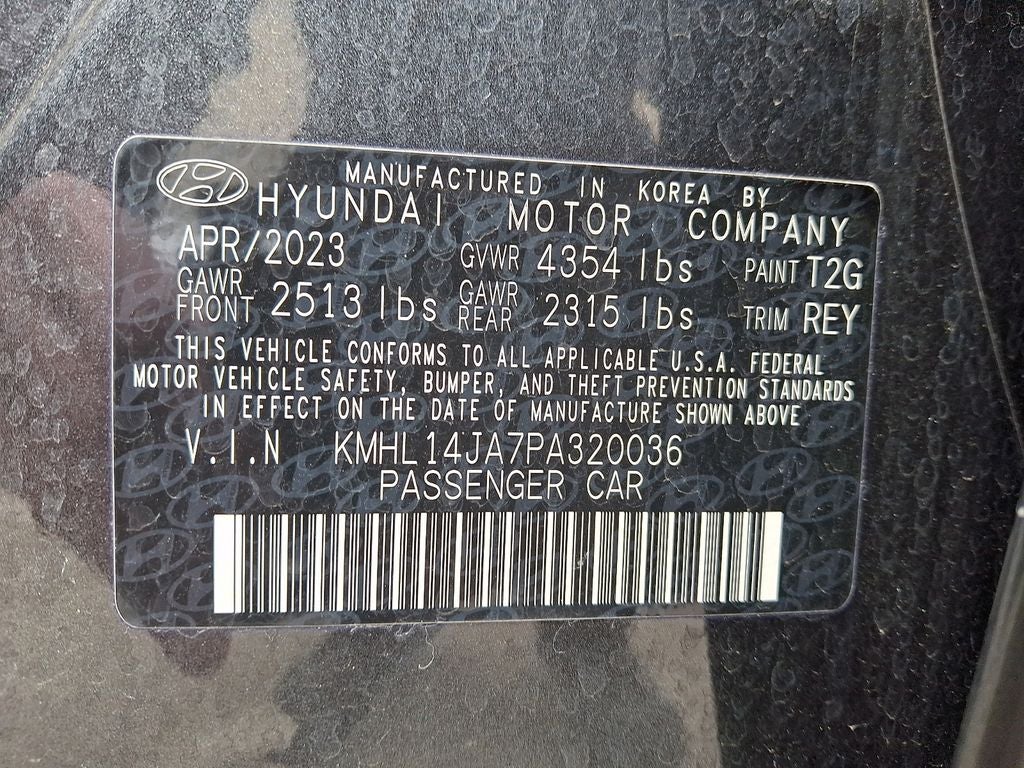 MANUFACTURED IN KOREA BY
HYUNDAI MOTOR COMPANY
APR/2023 GVWR 4354 lbs PAINT T2G
GAWR FRONT 2513 lbs GAWR REAR 2315 lbs TRIM REY
THIS VEHICLE CONFORMS TO ALL APPLICABLE U.S.A. FEDERAL
MOTOR VEHICLE SAFETY, BUMPER, AND THEFT PREVENTION STANDARDS
IN EFFECT ON THE DATE OF MANUFACTURE SHOWN ABOVE
V.I.N KMHL14JA7PA320036
PASSENGER CAR